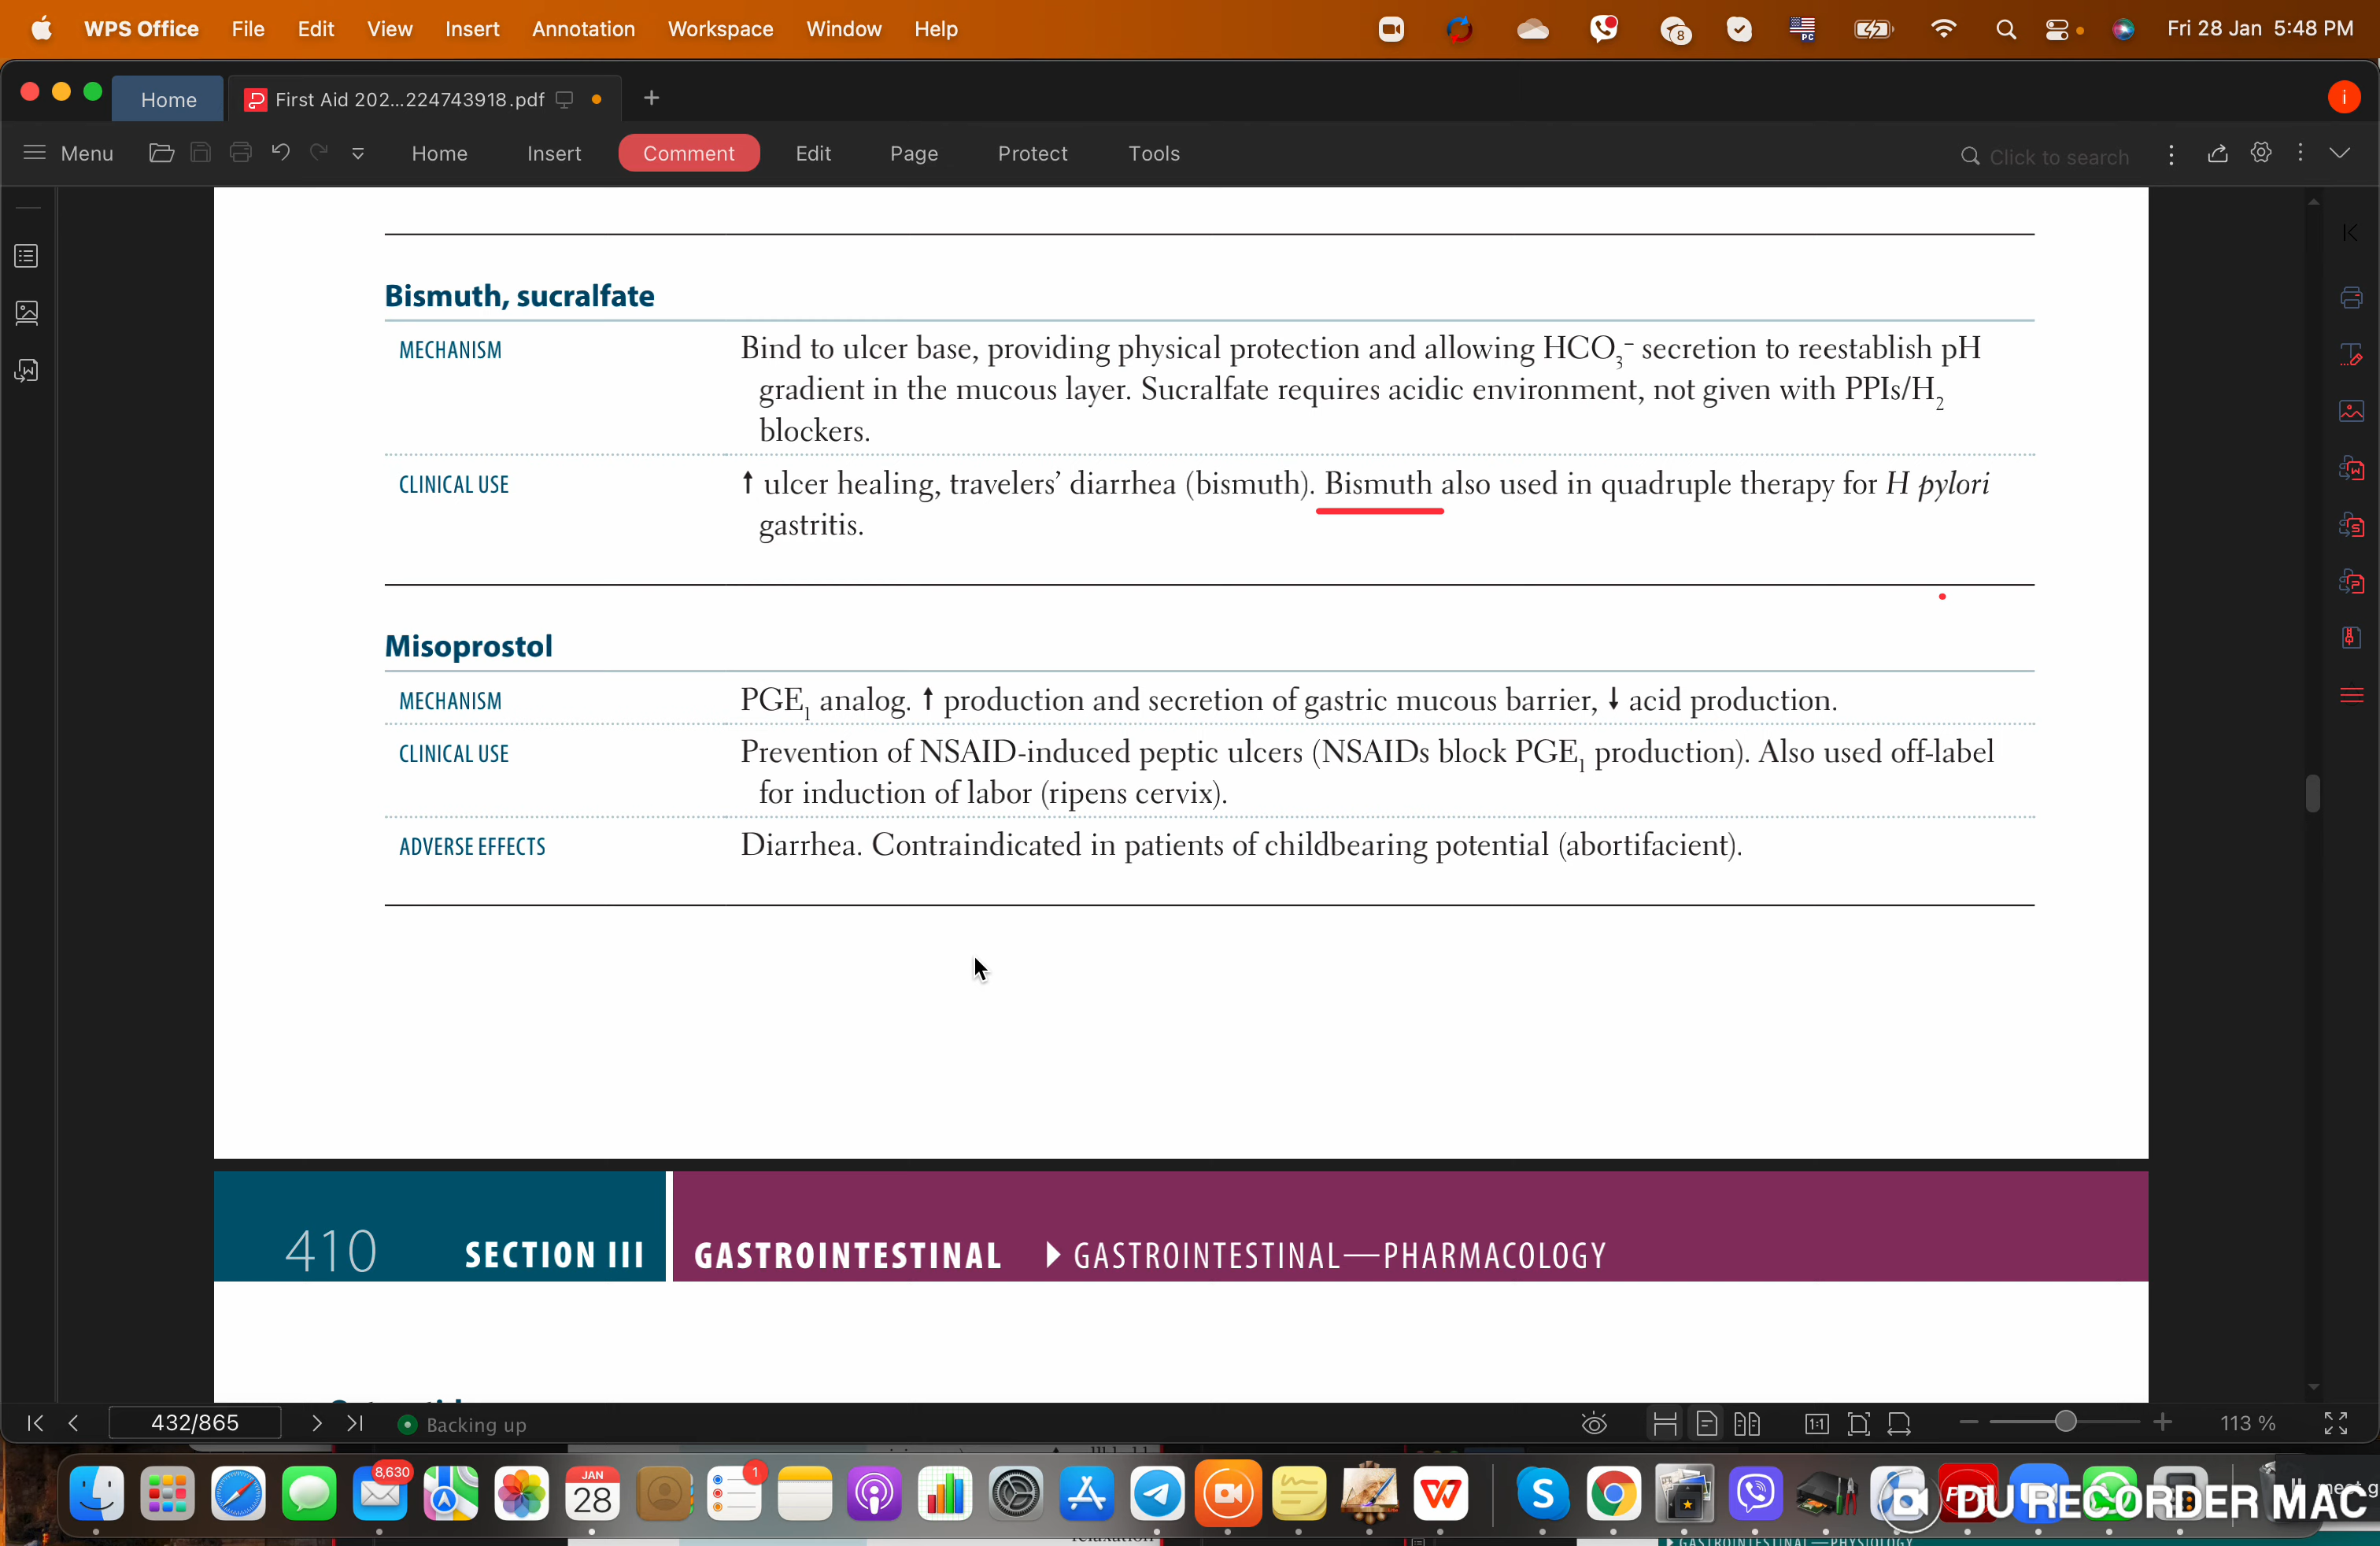 WPS Office File Edit View Insert Annotation Workspace Window Help 8 PC Fri 28 Jan 5:48 PM
Home First Aid 202...224743918.pdf + i
Menu Home Insert Comment Edit Page Protect Tools Click to search
Bismuth, sucralfate
MECHANISM Bind to ulcer base, providing physical protection and allowing HCO₃⁻ secretion to reestablish pH
gradient in the mucous layer. Sucralfate requires acidic environment, not given with PPIs/H₂
blockers.
CLINICAL USE ↑ ulcer healing, travelers’ diarrhea (bismuth). Bismuth also used in quadruple therapy for H pylori
gastritis.
Misoprostol
MECHANISM PGE₁ analog. ↑ production and secretion of gastric mucous barrier, ↓ acid production.
CLINICAL USE Prevention of NSAID-induced peptic ulcers (NSAIDs block PGE₁ production). Also used off-label
for induction of labor (ripens cervix).
ADVERSE EFFECTS Diarrhea. Contraindicated in patients of childbearing potential (abortifacient).
410 SECTION III GASTROINTESTINAL ▶ GASTROINTESTINAL—PHARMACOLOGY
432/865 Backing up 1:1 113 %
8,630 JAN 28 1
DU RECORDER MAC
GASTROINTESTINAL—PHYSIOLOGY